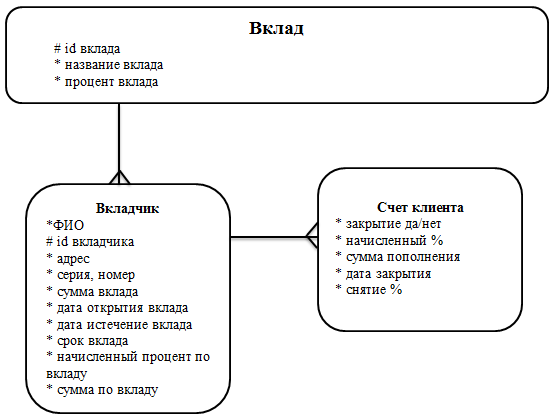 Вклад
# id вклада
* название вклада
* процент вклада
Вкладчик
*ФИО
# id вкладчика
* адрес
* серия, номер
* сумма вклада
* дата открытия вклада
* дата истечение вклада
* срок вклада
* начисленный процент по
вкладу
* сумма по вкладу
Счет клиента
* закрытие да/нет
* начисленный %
* сумма пополнения
* дата закрытия
* снятие %